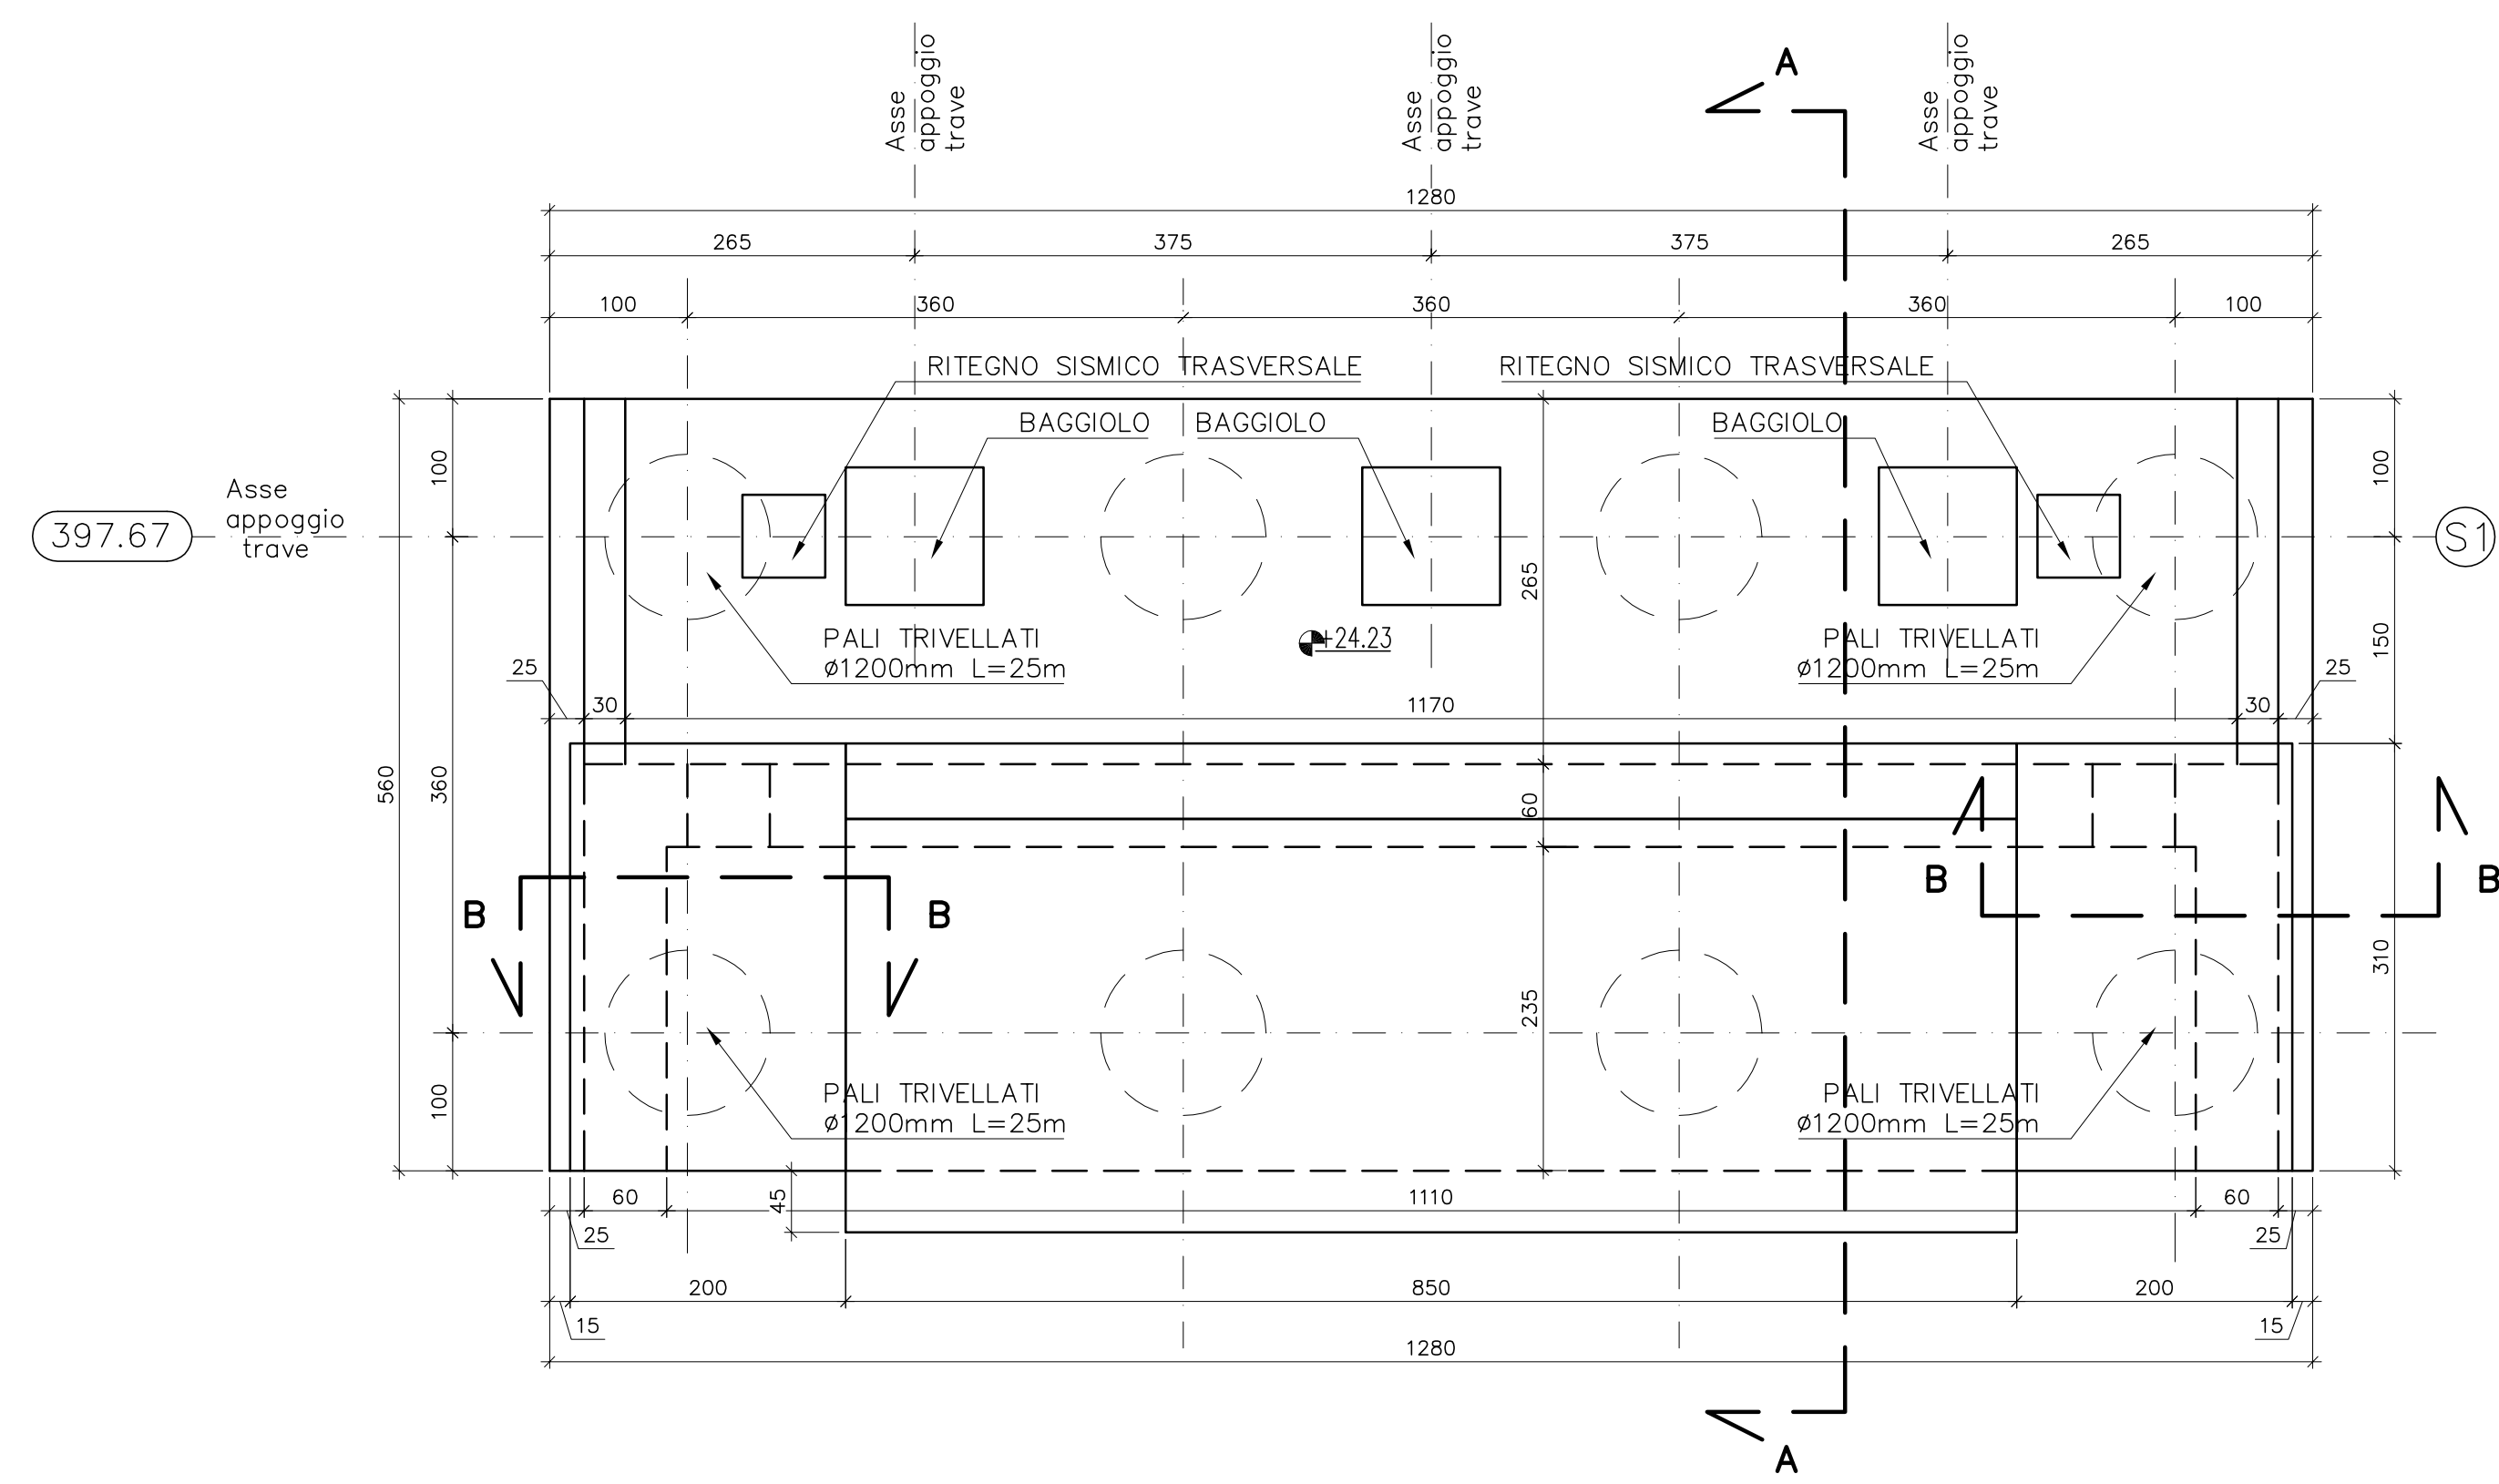 A
Asse
appoggio
trave
Asse
appoggio
trave
Asse
appoggio
trave
1280
265
375
375
265
100
360
360
360
100
RITEGNO SISMICO TRASVERSALE
RITEGNO SISMICO TRASVERSALE
BAGGIOLO
BAGGIOLO
BAGGIOLO
100
100
Asse
appoggio
trave
397.67
S1
265
PALI TRIVELLATI
ø1200mm L=25m
+24.23
PALI TRIVELLATI
ø1200mm L=25m
150
25
25
30
1170
30
560
360
60
B
B
B
B
310
235
100
PALI TRIVELLATI
ø1200mm L=25m
PALI TRIVELLATI
ø1200mm L=25m
60
45
1110
60
25
25
200
850
200
15
15
1280
A